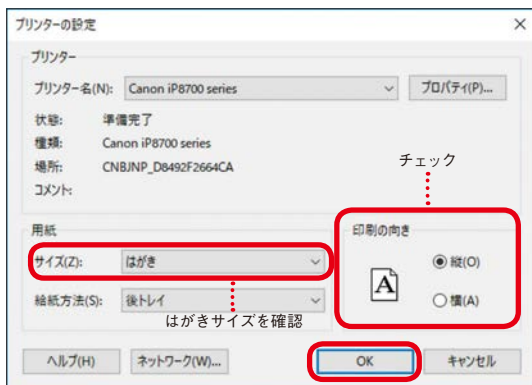 プリンターの設定
プリンター
プリンター名(N): Canon iP8700 series プロパティ(P)...
状態: 準備完了
種類: Canon iP8700 series
場所: CNBJNP_D8492F2664CA
コメント:
チェック
用紙
印刷の向き
サイズ(Z): はがき
縦(O)
A
給紙方法(S): 後トレイ
横(A)
はがきサイズを確認
ヘルプ(H) ネットワーク(W)... OK キャンセル